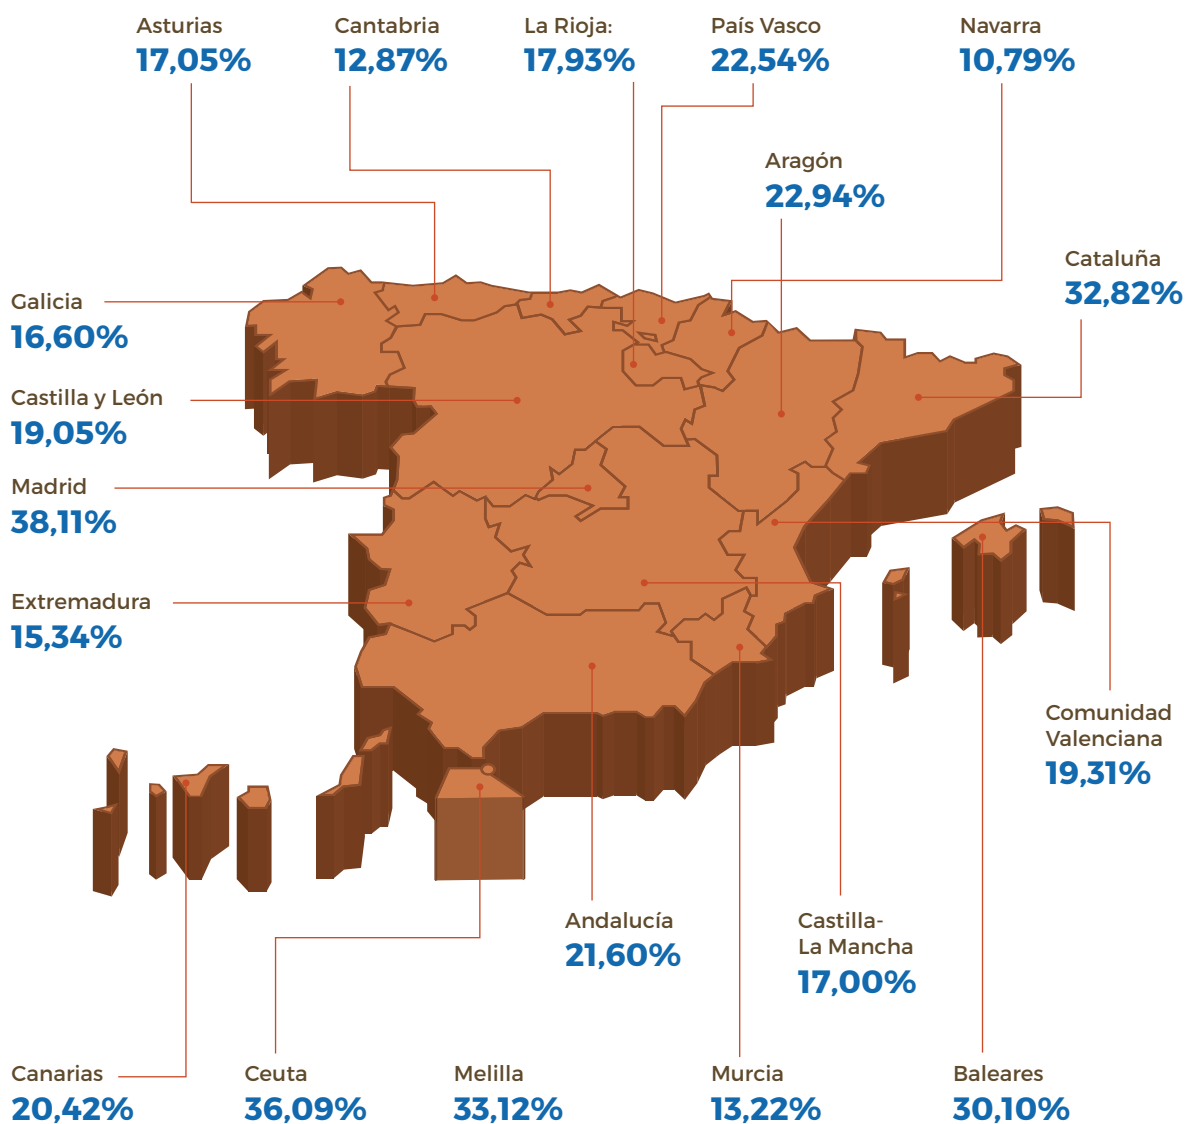 Asturias
17,05%
Cantabria
12,87%
La Rioja:
17,93%
País Vasco
22,54%
Navarra
10,79%
Aragón
22,94%
Cataluña
32,82%
Galicia
16,60%
Castilla y León
19,05%
Madrid
38,11%
Extremadura
15,34%
Comunidad
Valenciana
19,31%
Andalucía
21,60%
Castilla-
La Mancha
17,00%
Canarias
20,42%
Ceuta
36,09%
Melilla
33,12%
Murcia
13,22%
Baleares
30,10%